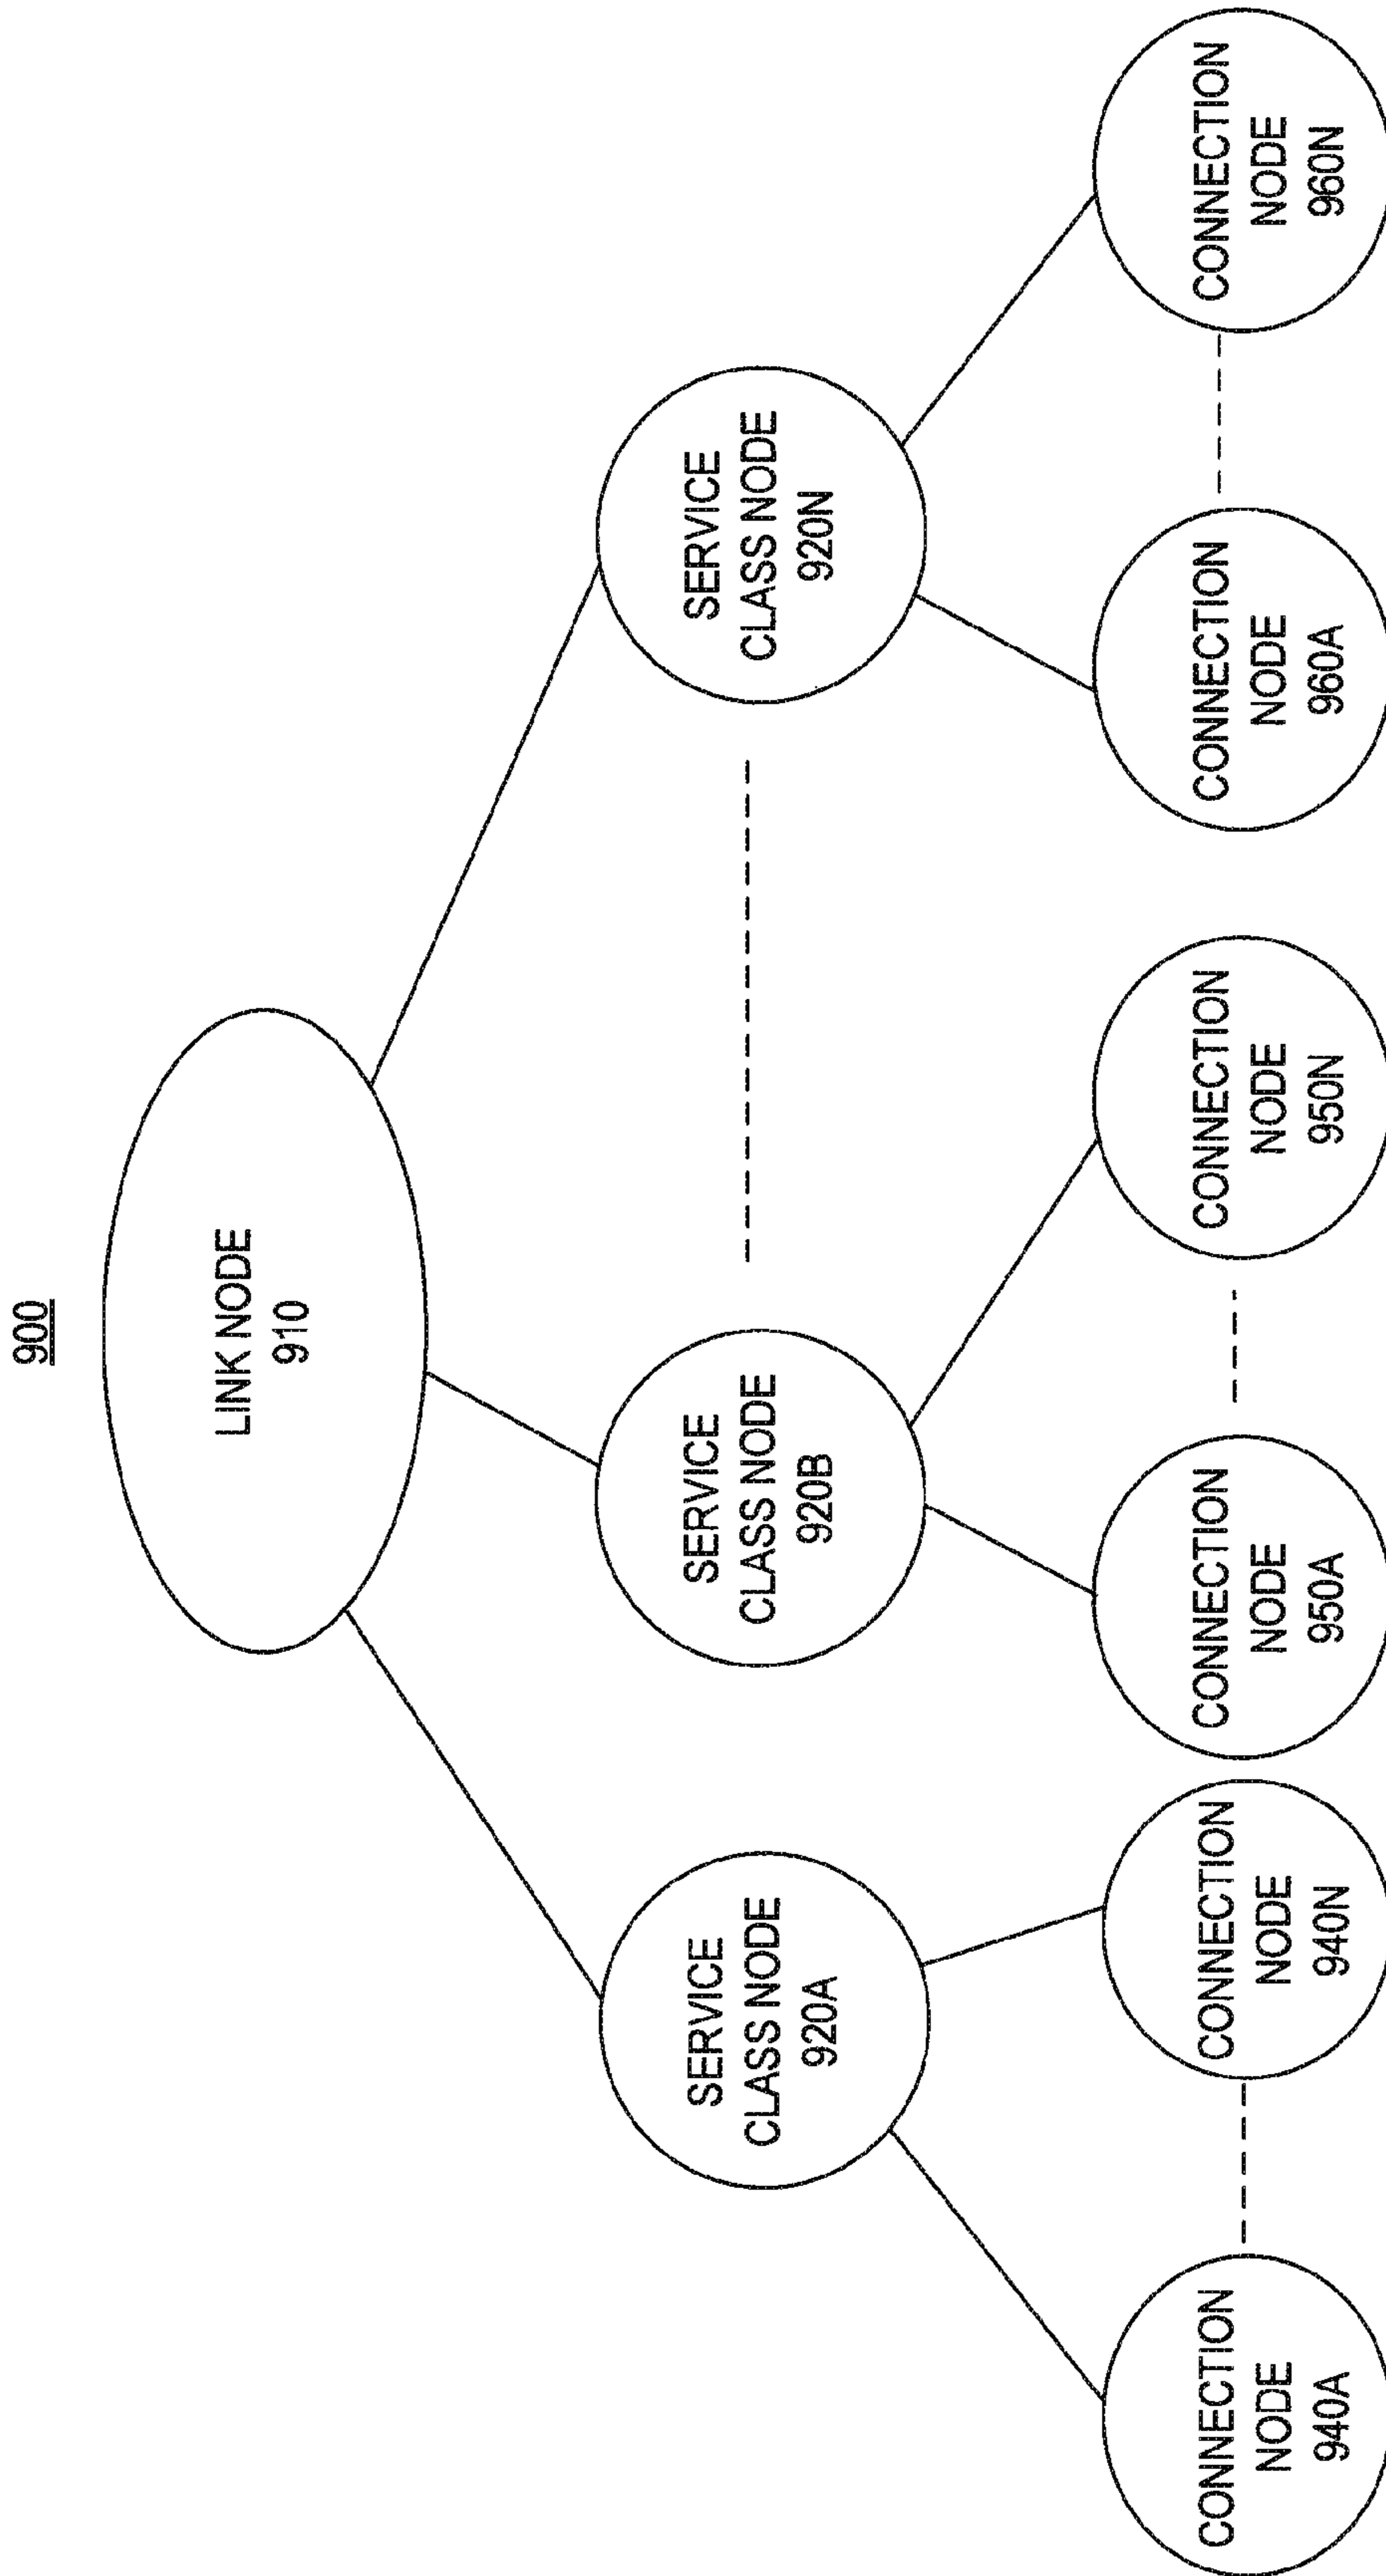 900
LINK NODE
910
SERVICE
CLASS NODE
920A
SERVICE
CLASS NODE
920B
SERVICE
CLASS NODE
920N
CONNECTION
NODE
940A
CONNECTION
NODE
940N
CONNECTION
NODE
950A
CONNECTION
NODE
950N
CONNECTION
NODE
960A
CONNECTION
NODE
960N